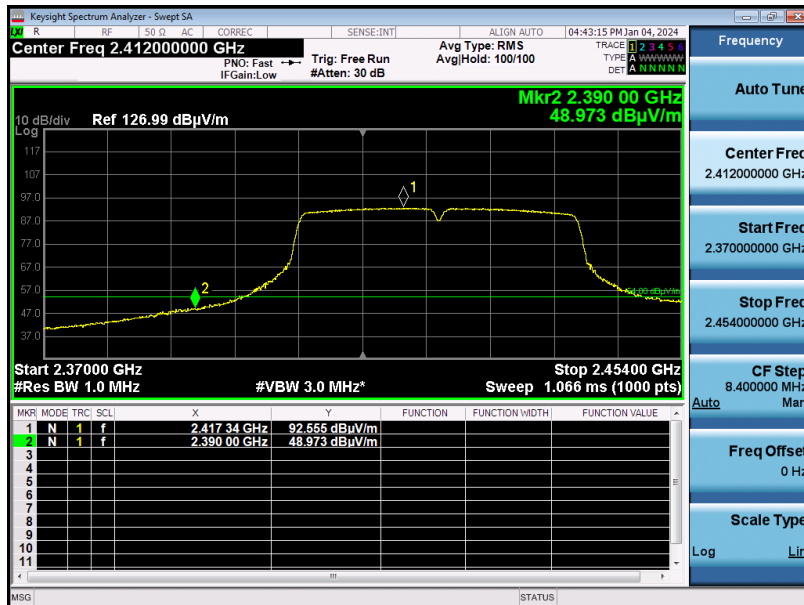 Keysight Spectrum Analyzer - Swept SA
LXI R RF 50 Ω AC CORREC SENSE:INT ALIGN AUTO 04:43:15 PM Jan 04, 2024
Center Freq 2.412000000 GHz
PNO: Fast
IFGain:Low
Trig: Free Run
#Atten: 30 dB
Avg Type: RMS
Avg|Hold: 100/100
TRACE 1 2 3 4 5 6
TYPE A W W W W W
DET A N N N N N
Mkr2 2.390 00 GHz
48.973 dBµV/m
10 dB/div Ref 126.99 dBµV/m
Log
117
107
97.0
87.0
77.0
67.0
57.0
47.0
37.0
1
2
Start 2.37000 GHz Stop 2.45400 GHz
#Res BW 1.0 MHz #VBW 3.0 MHz* Sweep 1.066 ms (1000 pts)
MKR MODE TRC SCL X Y FUNCTION FUNCTION WIDTH FUNCTION VALUE
1 N 1 f 2.417 34 GHz 92.555 dBµV/m
2 N 1 f 2.390 00 GHz 48.973 dBµV/m
3
4
5
6
7
8
9
10
11
MSG STATUS
Frequency
Auto Tune
Center Freq
2.412000000 GHz
Start Freq
2.370000000 GHz
Stop Freq
2.454000000 GHz
CF Step
8.400000 MHz
Auto Man
Freq Offset
0 Hz
Scale Type
Log Lin